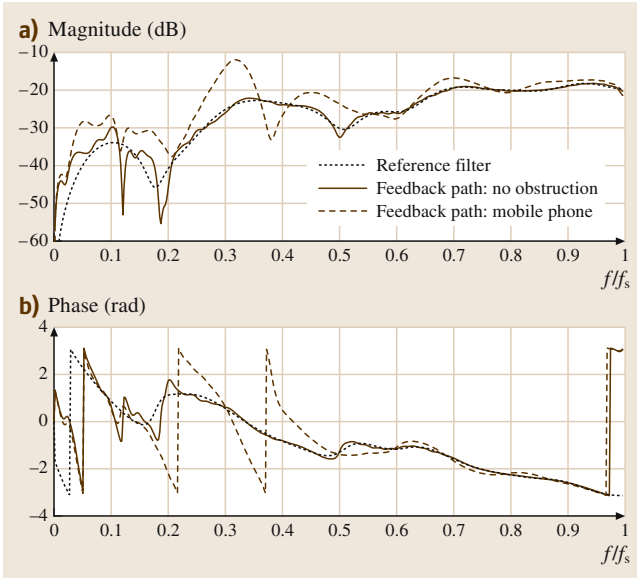 a) Magnitude (dB)
−10
−20
−30
−40
−50
−60
Reference filter
Feedback path: no obstruction
Feedback path: mobile phone
0 0.1 0.2 0.3 0.4 0.5 0.6 0.7 0.8 0.9 1
f/fs
b) Phase (rad)
4
2
0
−2
−4
0 0.1 0.2 0.3 0.4 0.5 0.6 0.7 0.8 0.9 1
f/fs